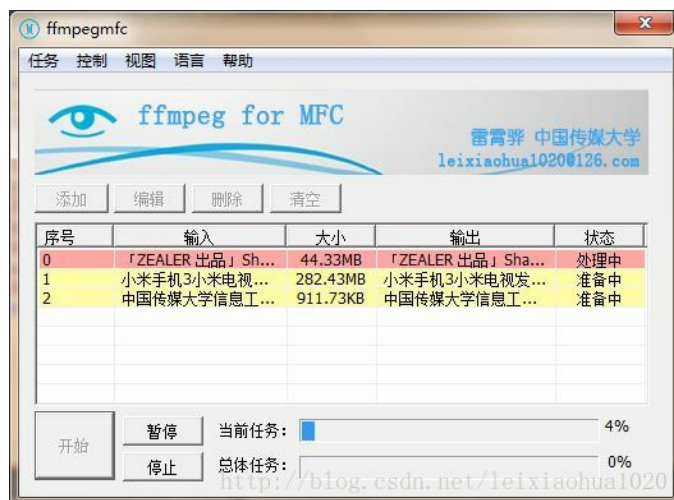 ffmpegmfc
任务 控制 视图 语言 帮助
ffmpeg for MFC
雷霄骅 中国传媒大学
leixiaohua1020@126.com
添加 编辑 删除 清空
序号 输入 大小 输出 状态
0 「ZEALER 出品」Sh... 44.33MB 「ZEALER 出品」Sha... 处理中
1 小米手机3小米电视... 282.43MB 小米手机3小米电视发... 准备中
2 中国传媒大学信息工... 911.73KB 中国传媒大学信息工... 准备中
开始 暂停 当前任务: 4%
停止 总体任务: 0%
http://blog.csdn.net/leixiaohua1020